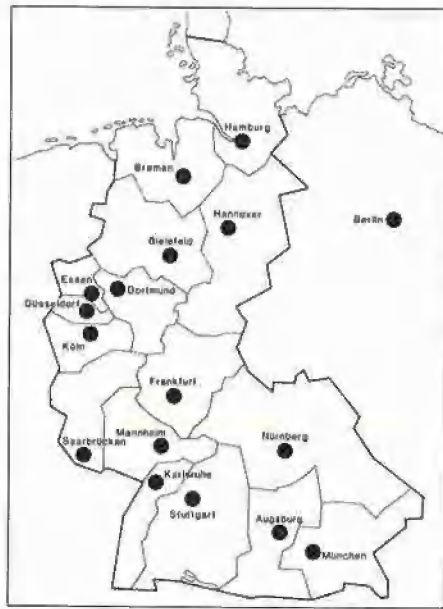 Hamburg
Bremen
Hannover
Berlin
Bielefeld
Essen
Dortmund
Düsseldorf
Köln
Frankfurt
Mannheim
Saarbrücken
Nürnberg
Karlsruhe
Stuttgart
Augsburg
München